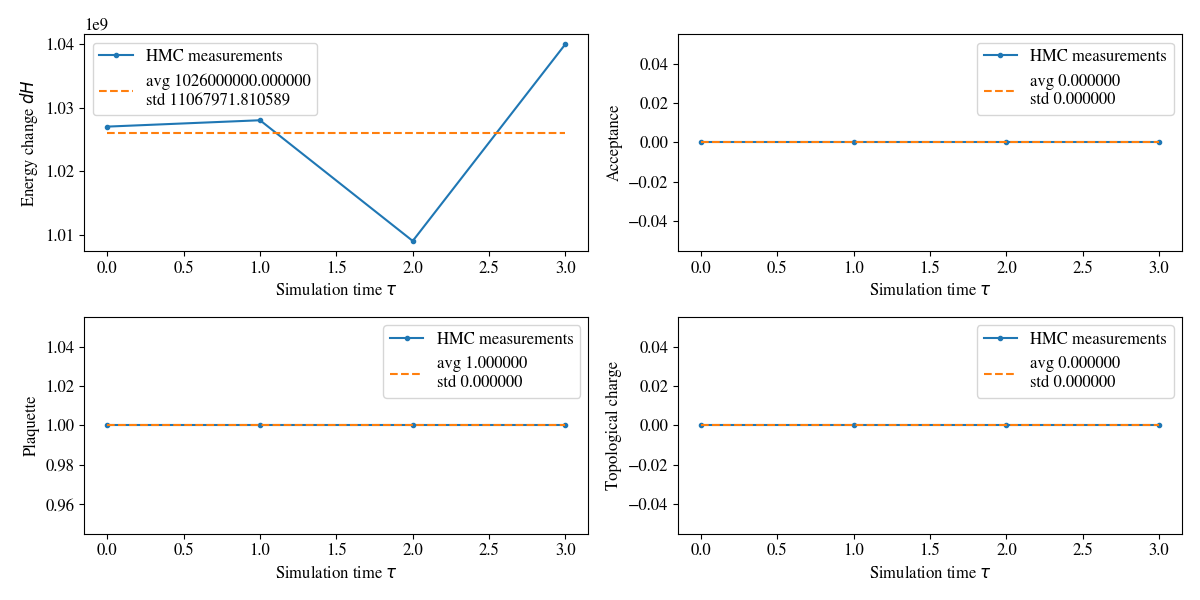 1e9
1.04
1.03
1.02
1.01
Energy change dH
HMC measurements
avg 1026000000.000000
std 11067971.810589
0.0 0.5 1.0 1.5 2.0 2.5 3.0
Simulation time τ
0.04
0.02
0.00
−0.02
−0.04
Acceptance
HMC measurements
avg 0.000000
std 0.000000
0.0 0.5 1.0 1.5 2.0 2.5 3.0
Simulation time τ
1.04
1.02
1.00
0.98
0.96
Plaquette
HMC measurements
avg 1.000000
std 0.000000
0.0 0.5 1.0 1.5 2.0 2.5 3.0
Simulation time τ
0.04
0.02
0.00
−0.02
−0.04
Topological charge
HMC measurements
avg 0.000000
std 0.000000
0.0 0.5 1.0 1.5 2.0 2.5 3.0
Simulation time τ